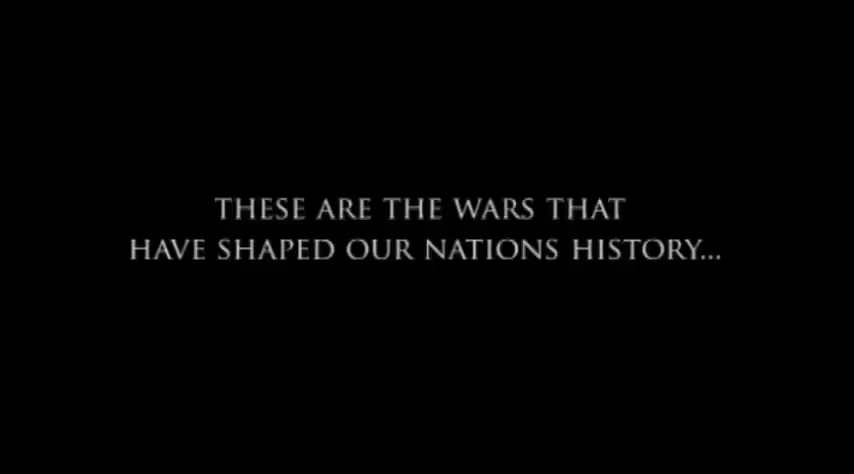 THESE ARE THE WARS THAT
HAVE SHAPED OUR NATIONS HISTORY...